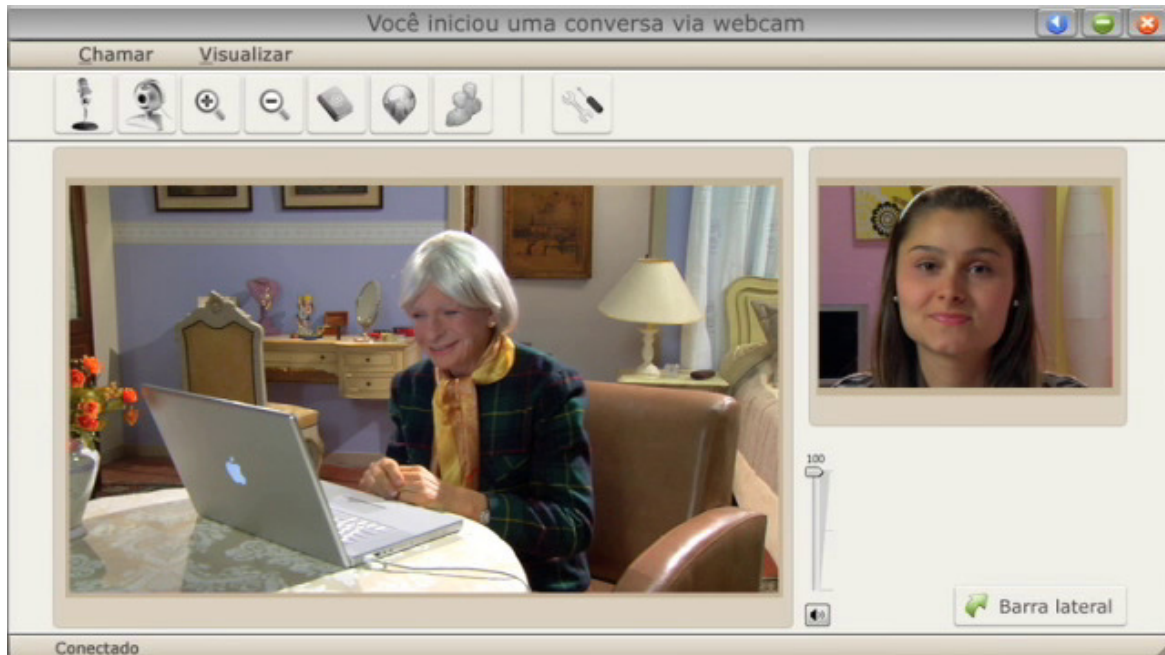 Você iniciou uma conversa via webcam
Chamar Visualizar
100
Barra lateral
Conectado